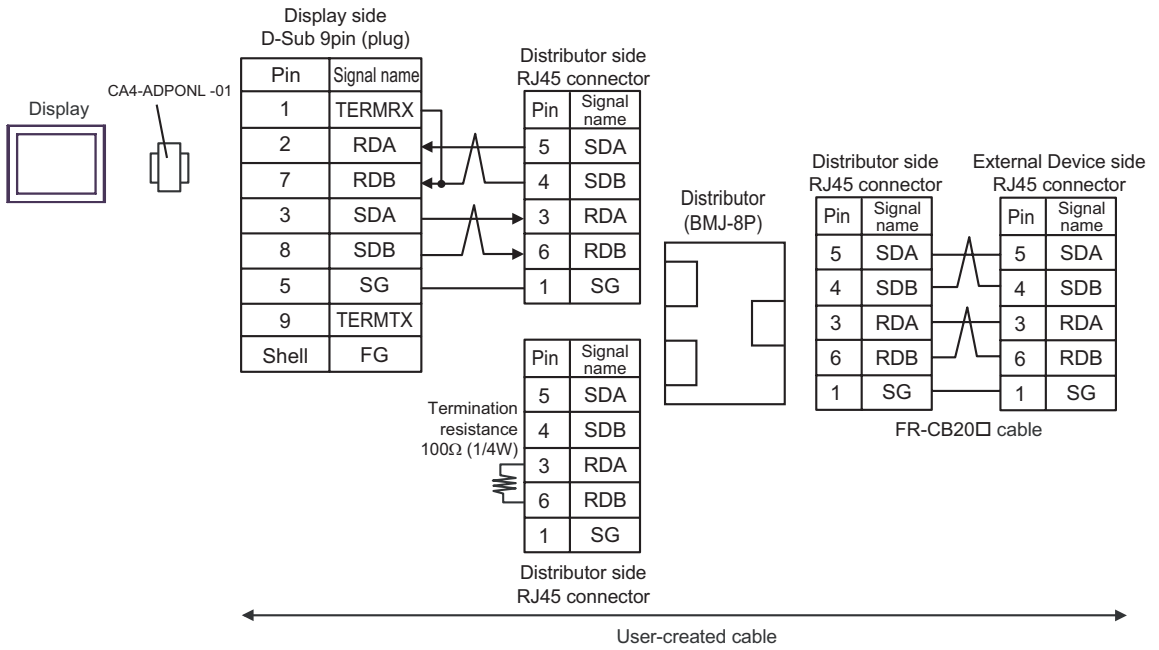 Display side
D-Sub 9pin (plug)
Distributor side
RJ45 connector
CA4-ADPONL -01
Display
Pin Signal name
1 TERMRX
2 RDA
7 RDB
3 SDA
8 SDB
5 SG
9 TERMTX
Shell FG
Pin Signal name
5 SDA
4 SDB
3 RDA
6 RDB
1 SG
Distributor
(BMJ-8P)
Distributor side
RJ45 connector
Pin Signal name
5 SDA
4 SDB
3 RDA
6 RDB
1 SG
External Device side
RJ45 connector
Pin Signal name
5 SDA
4 SDB
3 RDA
6 RDB
1 SG
FR-CB20□ cable
Termination
resistance
100Ω (1/4W)
Pin Signal name
5 SDA
4 SDB
3 RDA
6 RDB
1 SG
Distributor side
RJ45 connector
User-created cable